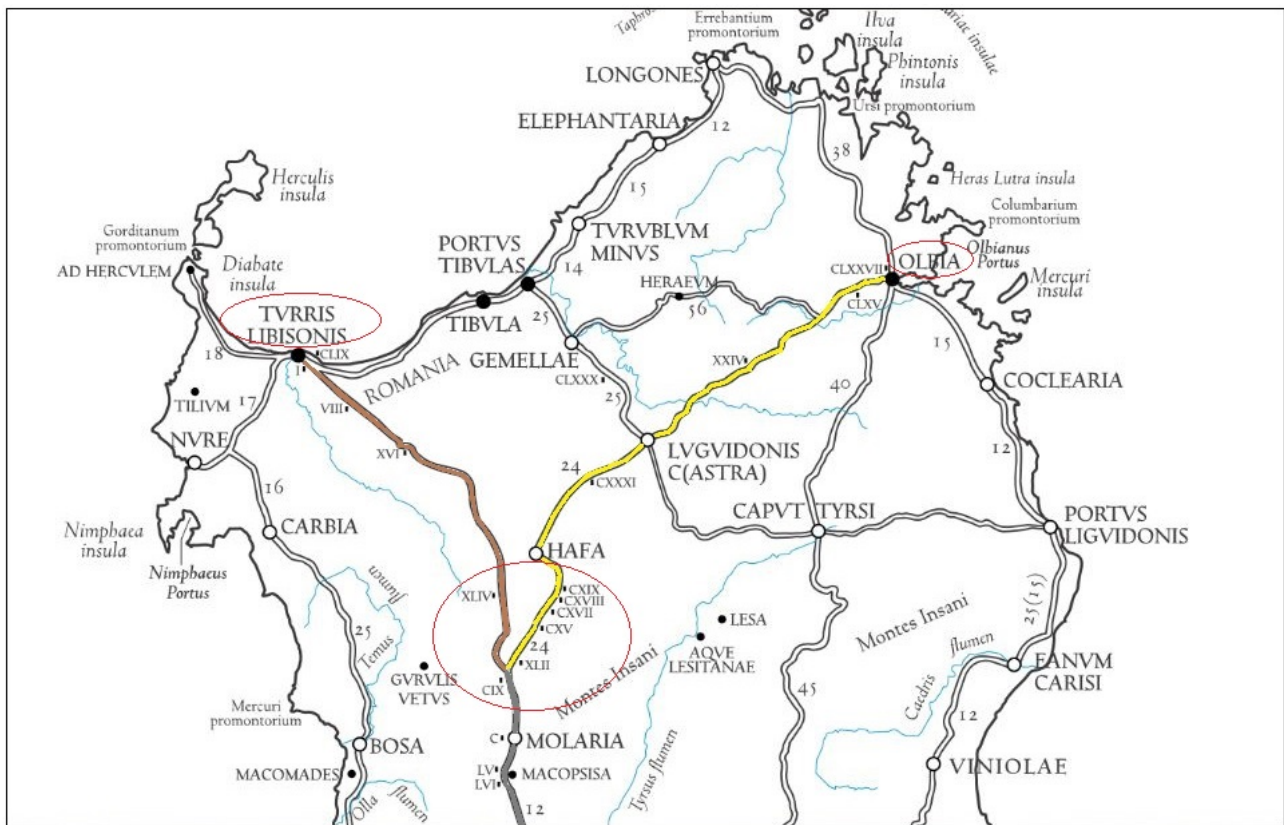 Errebantium
promontorium
Ilva
insula
LONGONES
Phintonis
insula
Ursi promontorium
ELEPHANTARIA
12
38
Herculis
insula
15
Heras Lutra insula
Columbarium
promontorium
Gorditanum
promontorium
TVRVBLVM
MINVS
PORTVS
TIBVLAS
14
AD HERCVLEM
Diabate
insula
CLXXVII
OLBIA
Olbianus
Portus
HERAEVM
56
CLXV
Mercuri
insula
TVRRIS
LIBISONIS
TIBVLA
25
GEMELLAE
18
CLIX
I
ROMANIA
XXIV
15
COCLEARIA
TILIVM
17
VIII
CLXXX
25
40
NVRE
XVI
LVGVIDONIS
C(ASTRA)
12
24
CXXXI
16
CARBIA
CAPVT TYRSI
PORTVS
LIGVIDONIS
Nimphaea
insula
Nimphaeus
Portus
HAFA
flumen
XLIV
CXIX
CXVIII
CXVII
CXV
24
LESA
AQVE
LESITANAE
Montes Insani
25 (15)
25
Temus
GVRVLIS
VETVS
XLII
CIX
Montes Insani
flumen
Caedris
FANVM
CARISI
45
Mercuri
promontorium
BOSA
C
MOLARIA
12
MACOMADES
LV
LVI
MACOPSISA
Tyrsus flumen
VINIOLAE
Olla
flumen
12